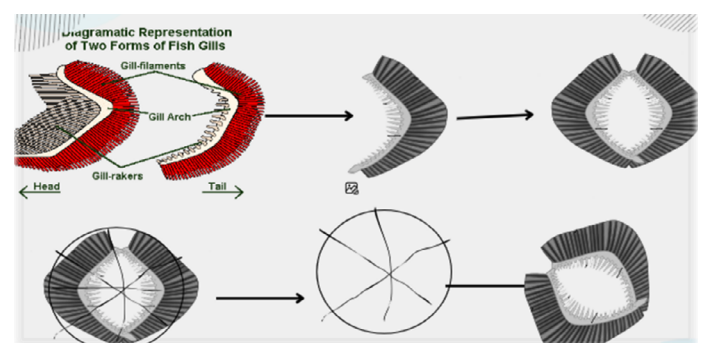 Diagramatic Representation
of Two Forms of Fish Gills
Gill-filaments
Gill Arch
Gill-rakers
Head
Tail